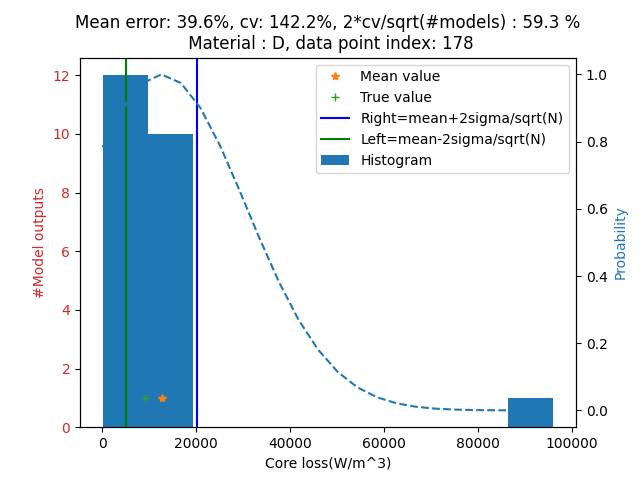 Mean error: 39.6%, cv: 142.2%, 2*cv/sqrt(#models) : 59.3 %
Material : D, data point index: 178
Mean value
True value
Right=mean+2sigma/sqrt(N)
Left=mean-2sigma/sqrt(N)
Histogram
12
10
8
6
4
2
0
#Model outputs
1.0
0.8
0.6
0.4
0.2
0.0
Probability
0 20000 40000 60000 80000 100000
Core loss(W/m^3)